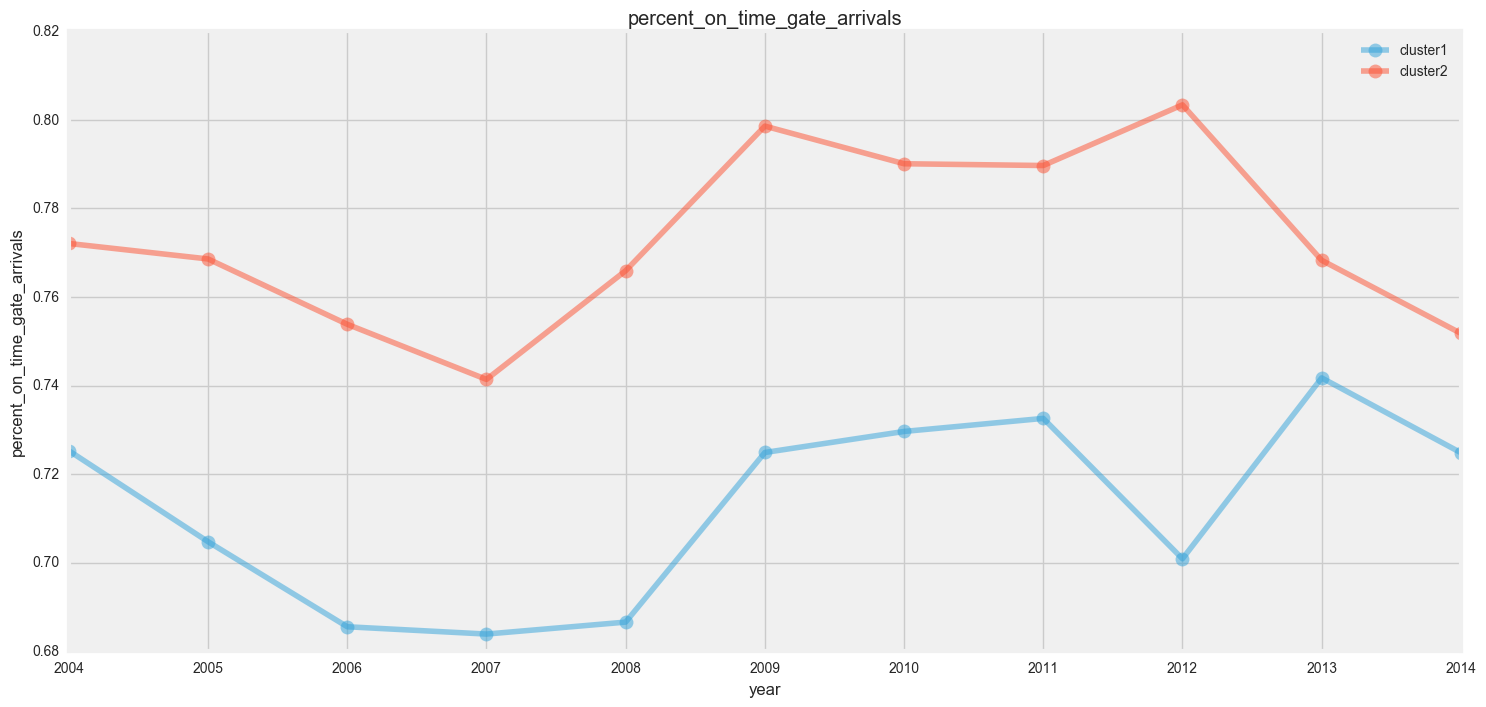 percent_on_time_gate_arrivals
0.82
0.80
0.78
0.76
0.74
0.72
0.70
0.68
percent_on_time_gate_arrivals
cluster1
cluster2
2004 2005 2006 2007 2008 2009 2010 2011 2012 2013 2014
year